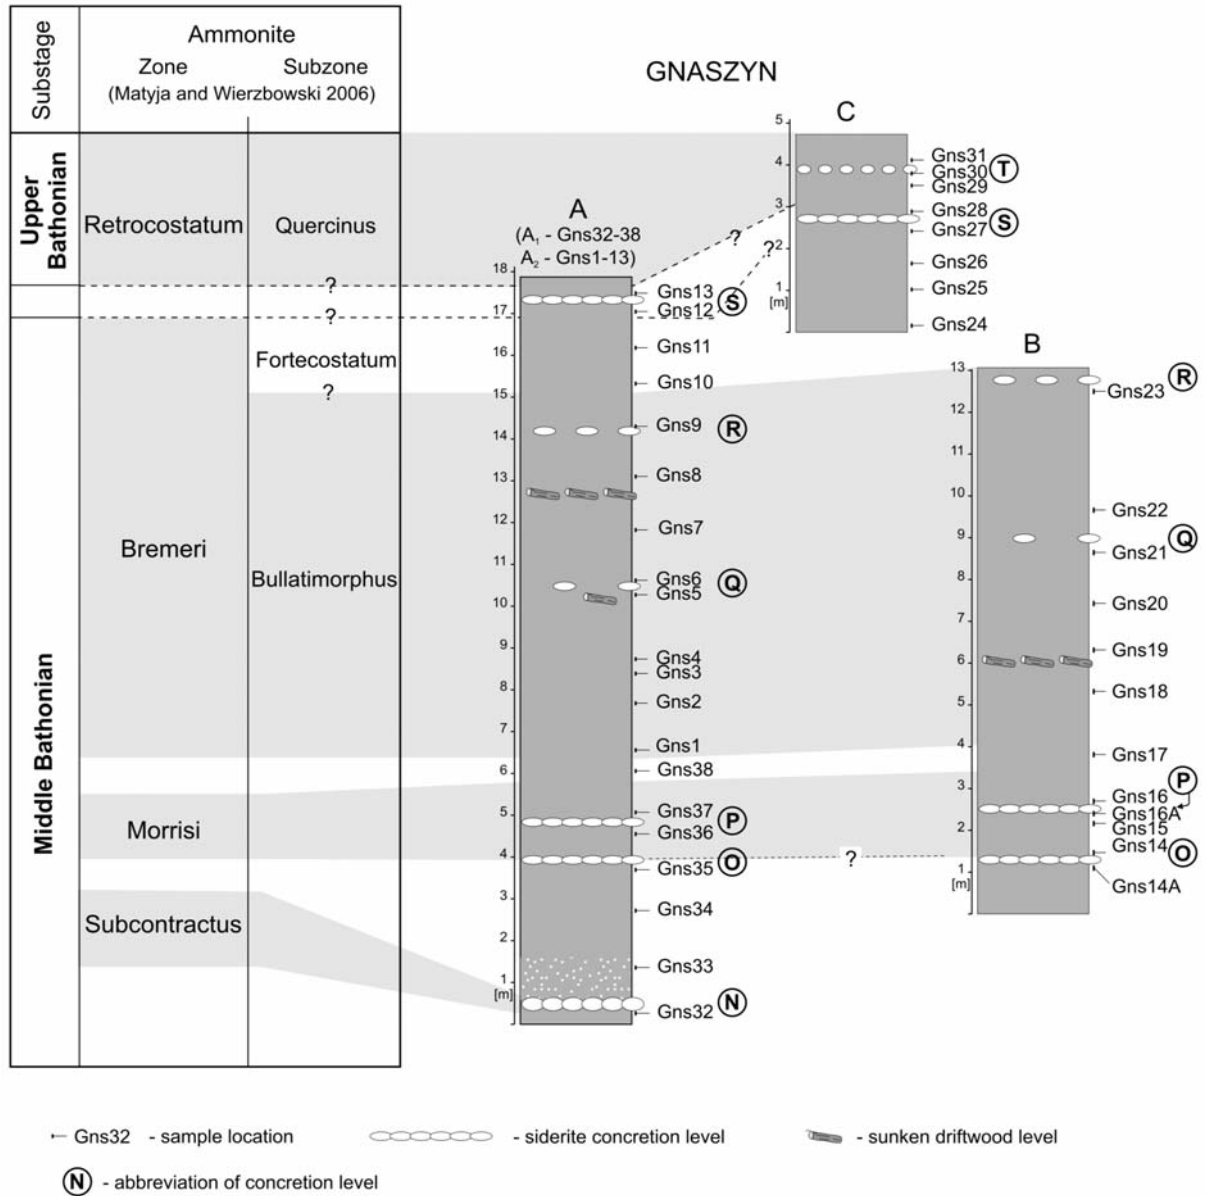 Substage
Ammonite
Zone
Subzone
(Matyja and Wierzbowski 2006)
Upper
Bathonian
Retrocostatum
Quercinus
?
?
Fortecostatum
?
Bremeri
Bullatimorphus
Middle Bathonian
Morrisi
Subcontractus
GNASZYN
A
(A₁ - Gns32-38
A₂ - Gns1-13)
18
17
16
15
14
13
12
11
10
9
8
7
6
5
4
3
2
1
[m]
Gns13
S
Gns12
Gns11
Gns10
Gns9
R
Gns8
Gns7
Gns6
Q
Gns5
Gns4
Gns3
Gns2
Gns1
Gns38
Gns37
P
Gns36
O
Gns35
Gns34
Gns33
N
Gns32
?
?
?
C
5
4
3
2
1
[m]
Gns31
Gns30
T
Gns29
Gns28
S
Gns27
Gns26
Gns25
Gns24
B
13
12
11
10
9
8
7
6
5
4
3
2
1
[m]
R
Gns23
Gns22
Q
Gns21
Gns20
Gns19
Gns18
Gns17
P
Gns16
Gns16A
Gns15
Gns14
O
Gns14A
Gns32 - sample location
- siderite concretion level
- sunken driftwood level
N - abbreviation of concretion level